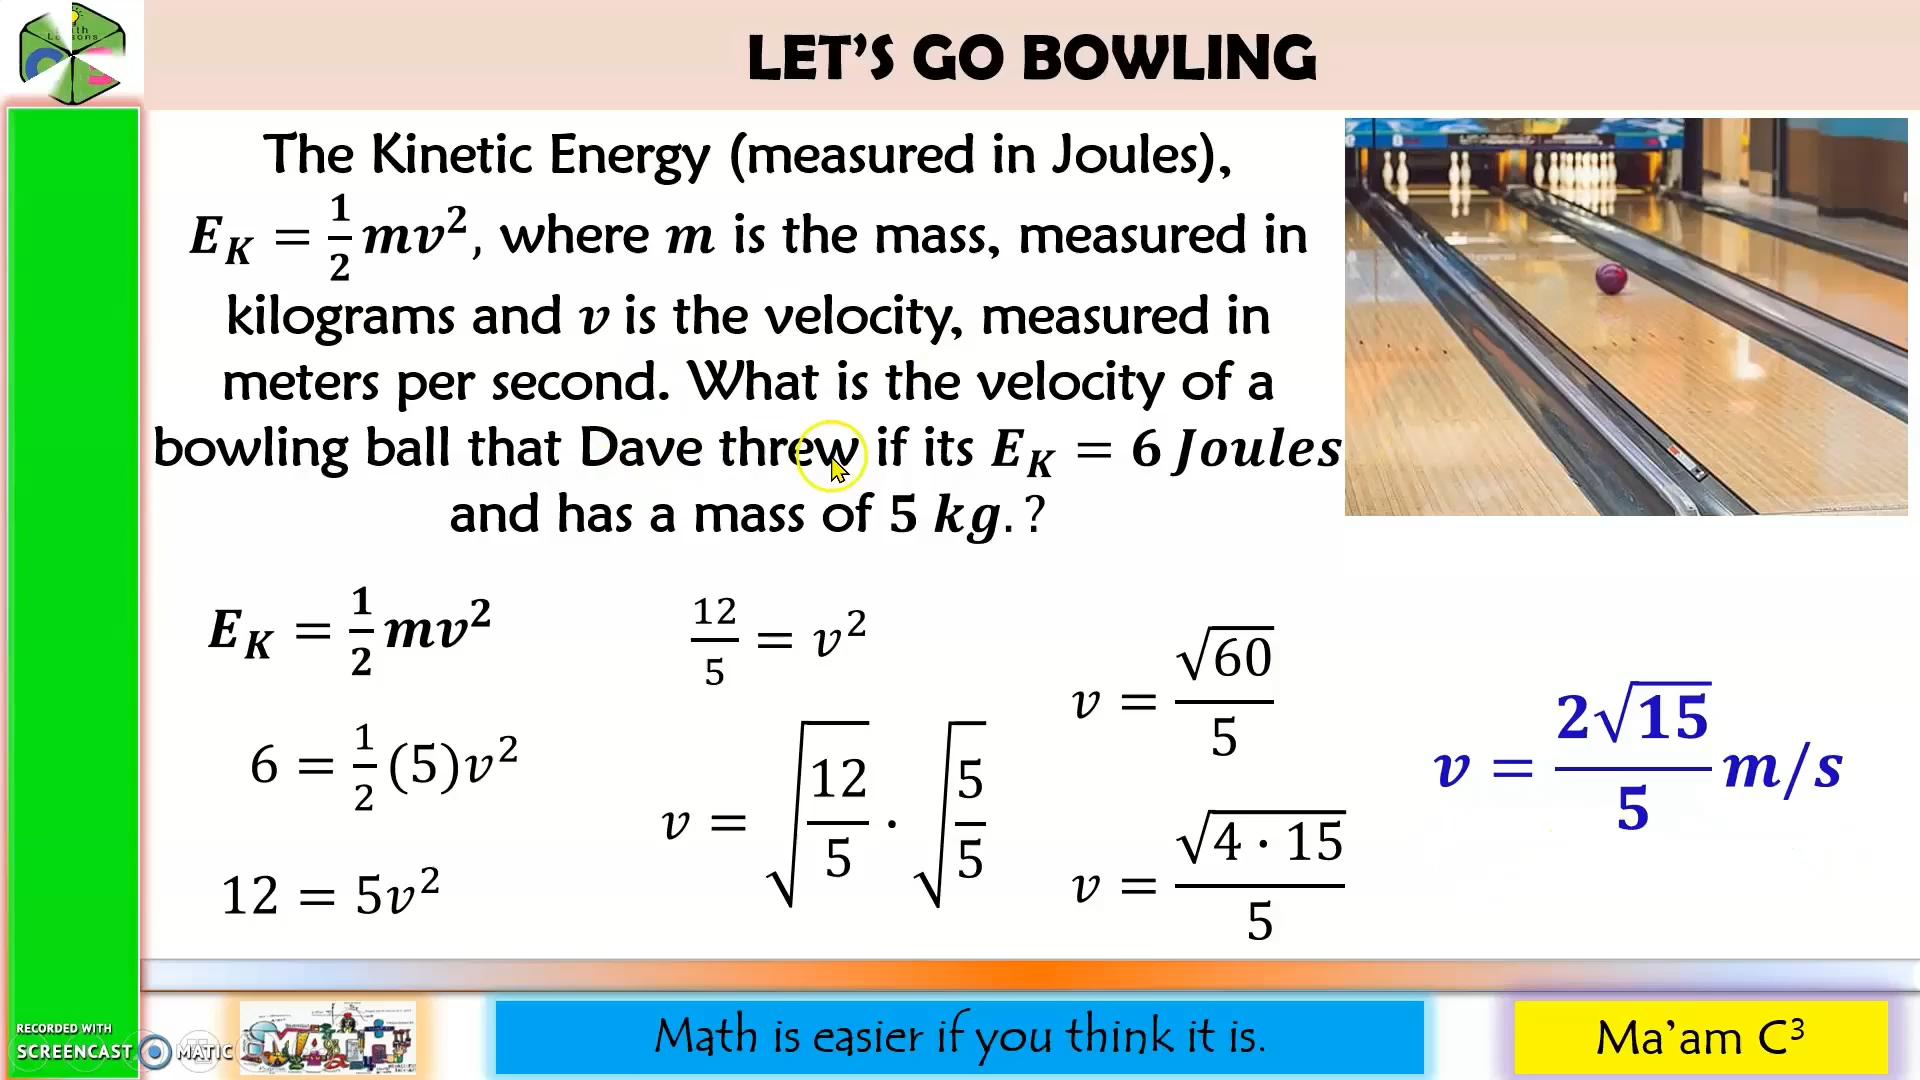 LET'S GO BOWLING
The Kinetic Energy (measured in Joules),
E_K = 1/2 mv², where m is the mass, measured in
kilograms and v is the velocity, measured in
meters per second. What is the velocity of a
bowling ball that Dave threw if its E_K = 6 Joules
and has a mass of 5 kg. ?
E_K = 1/2 mv²
6 = 1/2 (5)v²
12 = 5v²
12/5 = v²
v = √(12/5) · √(5/5)
v = √60/5
v = √(4 · 15)/5
v = 2√15/5 m/s
RECORDED WITH
SCREENCAST MATIC
MATH
Math is easier if you think it is.
Ma'am C³